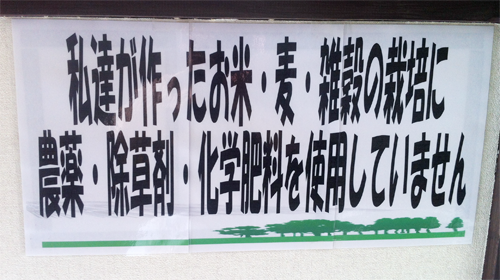 私達が作ったお米・麦・雑穀の栽培に
農薬・除草剤・化学肥料を使用していません